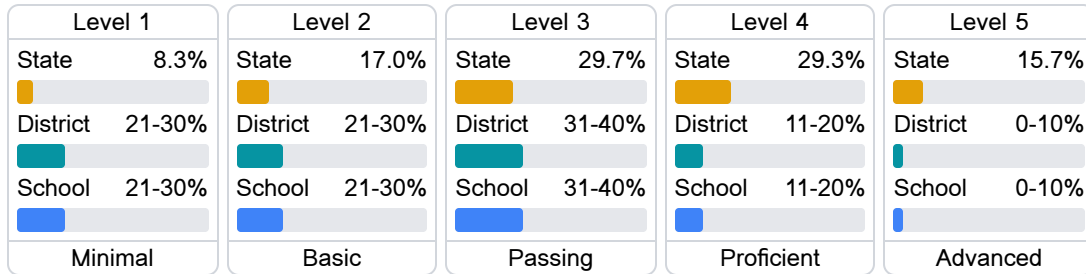 Level 1
State 8.3%
District 21-30%
School 21-30%
Minimal
Level 2
State 17.0%
District 21-30%
School 21-30%
Basic
Level 3
State 29.7%
District 31-40%
School 31-40%
Passing
Level 4
State 29.3%
District 11-20%
School 11-20%
Proficient
Level 5
State 15.7%
District 0-10%
School 0-10%
Advanced